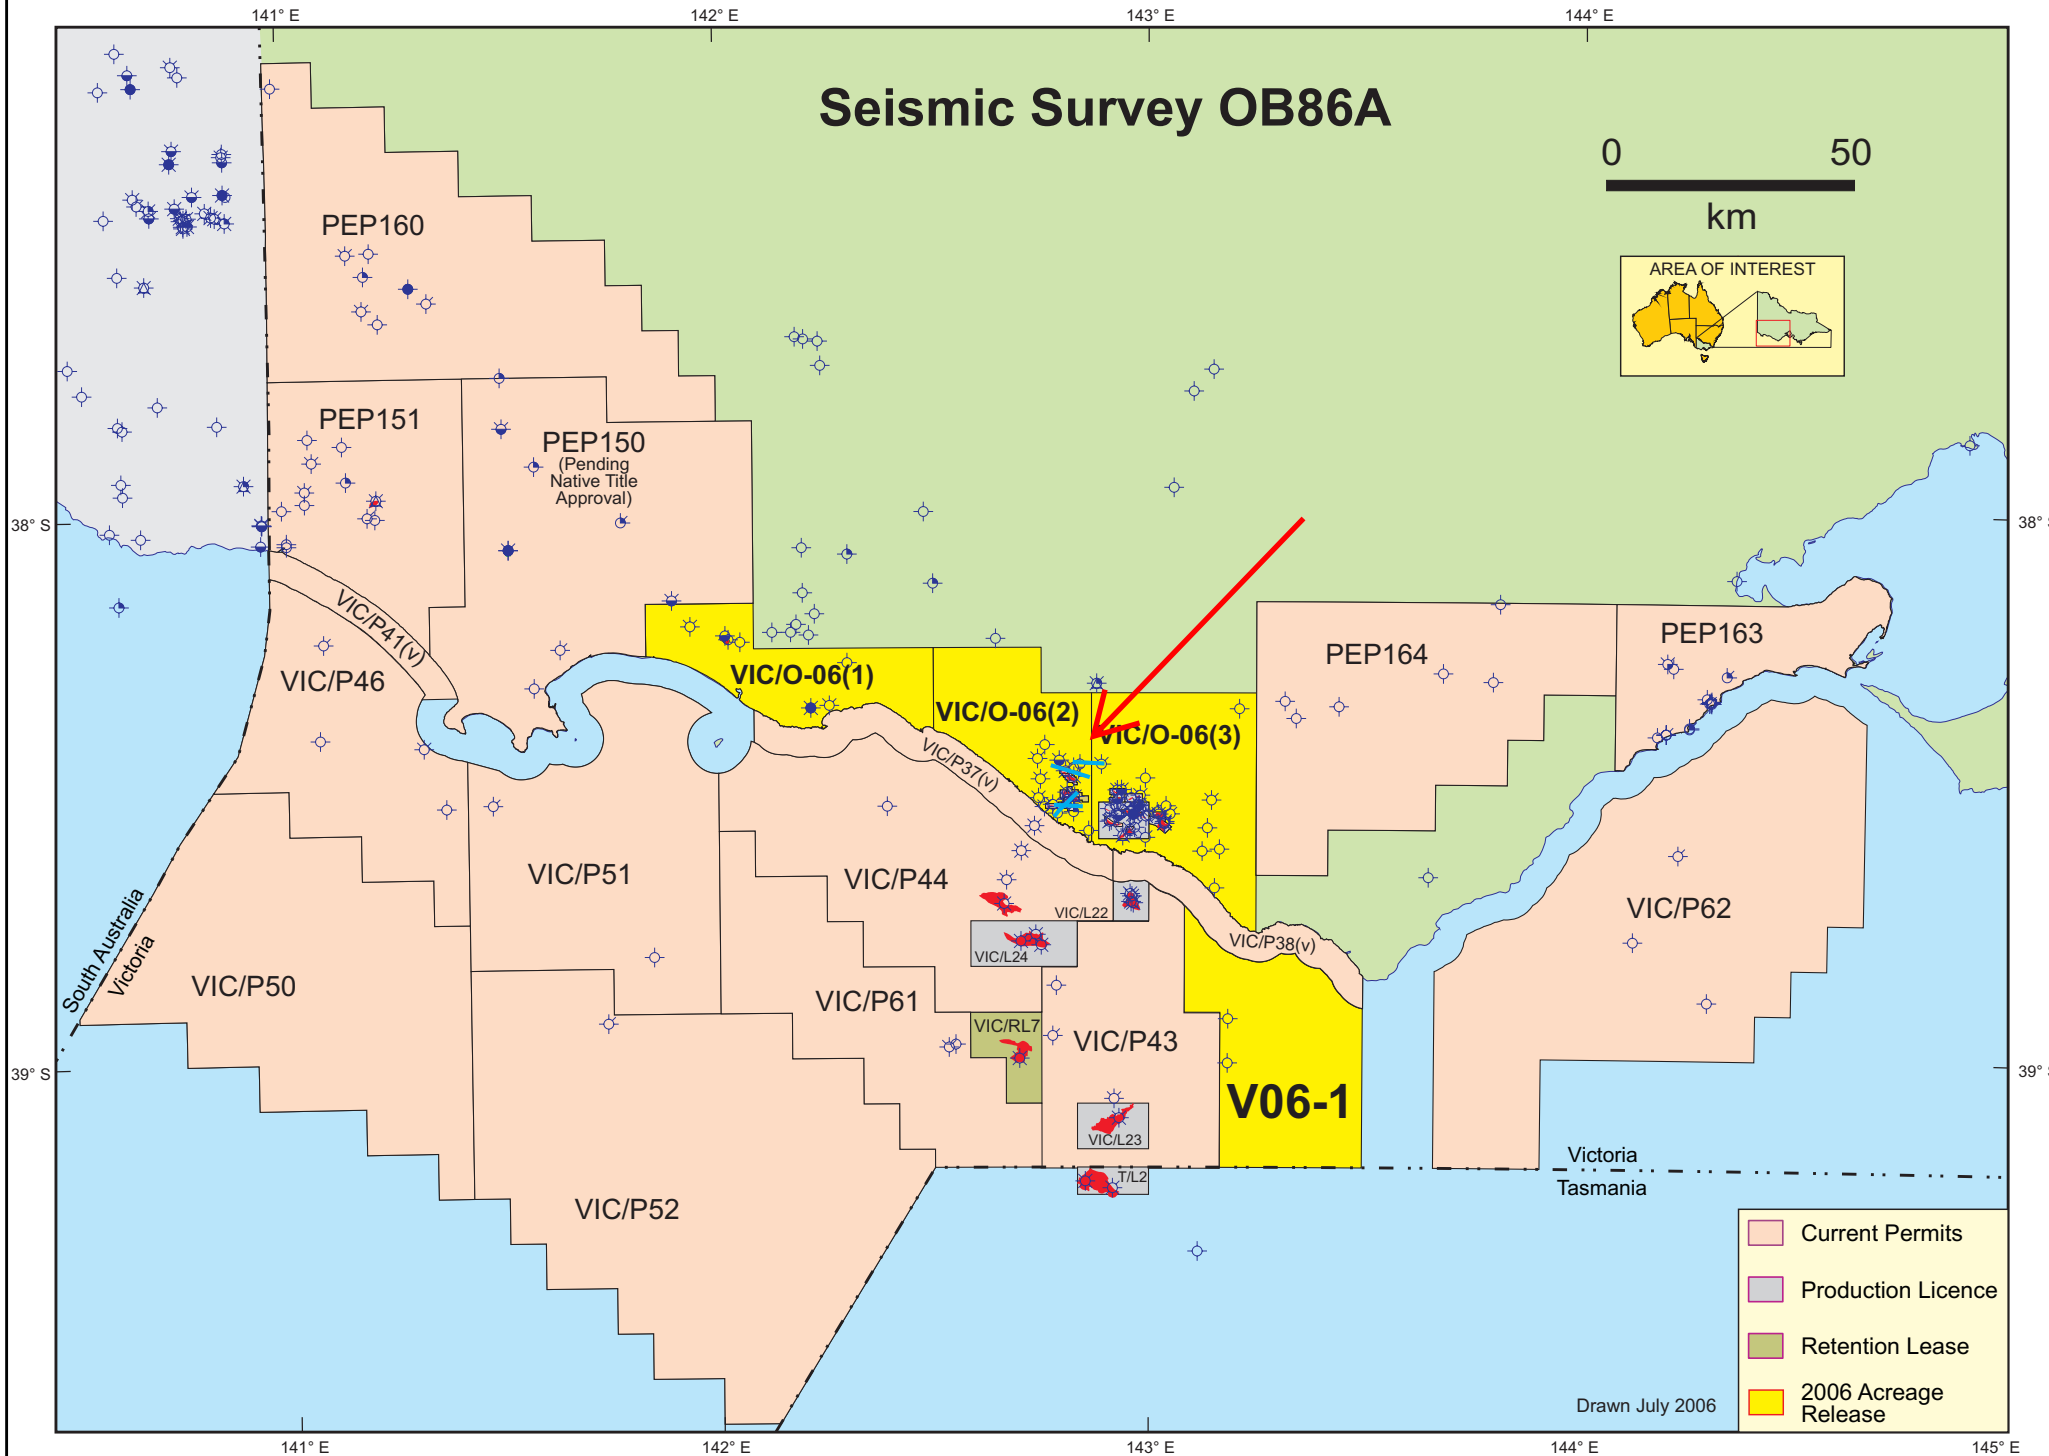 141° E
142° E
143° E
144° E
Seismic Survey OB86A
0
50
km
AREA OF INTEREST
PEP160
PEP151
PEP150
(Pending
Native Title
Approval)
38° S
38° S
VIC/P41(v)
VIC/P46
VIC/O-06(1)
VIC/O-06(2)
VIC/O-06(3)
PEP164
PEP163
VIC/P37(v)
VIC/P51
VIC/P44
VIC/L22
VIC/P62
VIC/P38(v)
VIC/L24
South Australia
Victoria
VIC/P50
VIC/P61
VIC/RL7
VIC/P43
39° S
39° S
V06-1
VIC/L23
T/L2
Victoria
Tasmania
VIC/P52
Current Permits
Production Licence
Retention Lease
2006 Acreage
Release
Drawn July 2006
141° E
142° E
143° E
144° E
145° E